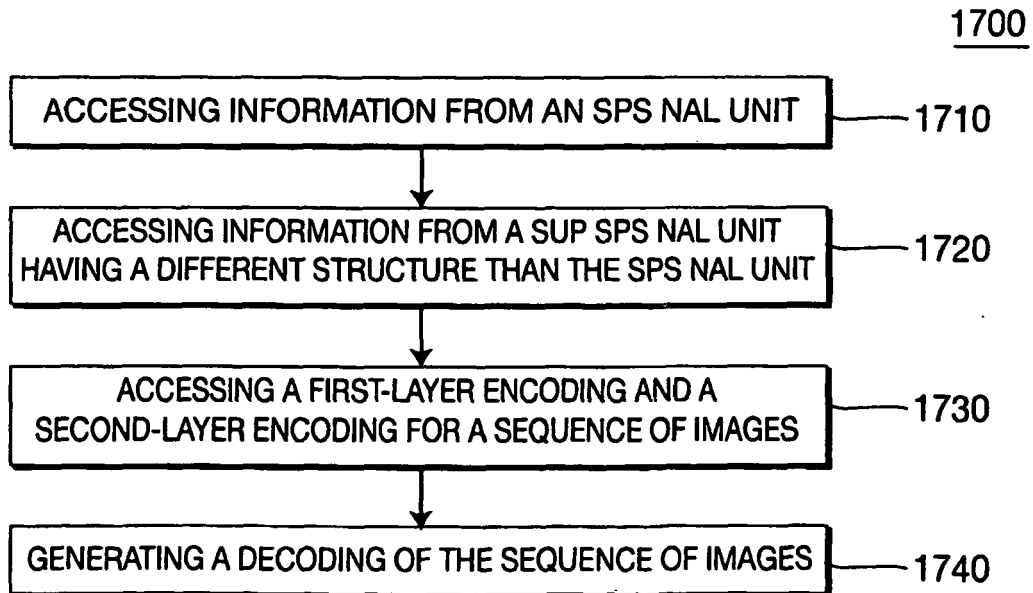 1700
ACCESSING INFORMATION FROM AN SPS NAL UNIT
1710
ACCESSING INFORMATION FROM A SUP SPS NAL UNIT
HAVING A DIFFERENT STRUCTURE THAN THE SPS NAL UNIT
1720
ACCESSING A FIRST-LAYER ENCODING AND A
SECOND-LAYER ENCODING FOR A SEQUENCE OF IMAGES
1730
GENERATING A DECODING OF THE SEQUENCE OF IMAGES
1740